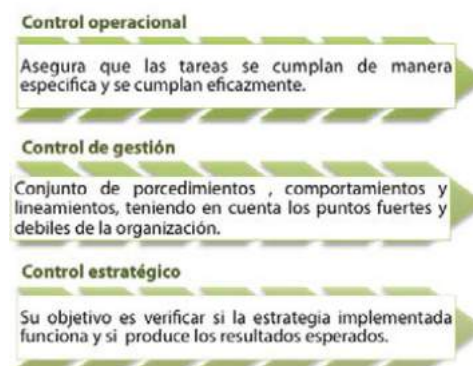 Control operacional
Asegura que las tareas se cumplan de manera
especifica y se cumplan eficazmente.
Control de gestión
Conjunto de porcedimientos , comportamientos y
lineamientos, teniendo en cuenta los puntos fuertes y
debiles de la organización.
Control estratégico
Su objetivo es verificar si la estrategia implementada
funciona y si produce los resultados esperados.